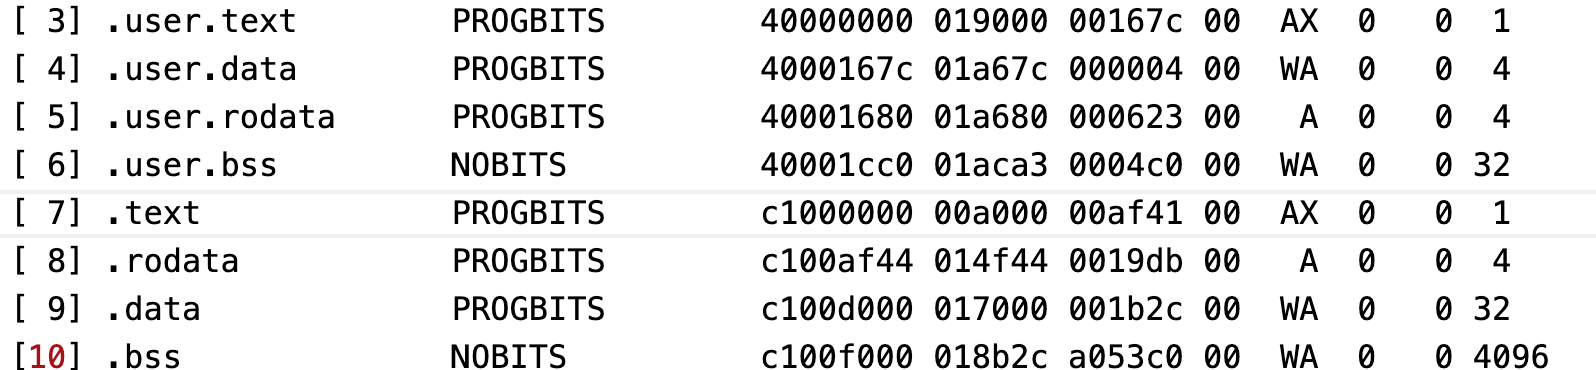 [ 3] .user.text PROGBITS 40000000 019000 00167c 00 AX 0 0 1
[ 4] .user.data PROGBITS 4000167c 01a67c 000004 00 WA 0 0 4
[ 5] .user.rodata PROGBITS 40001680 01a680 000623 00 A 0 0 4
[ 6] .user.bss NOBITS 40001cc0 01aca3 0004c0 00 WA 0 0 32
[ 7] .text PROGBITS c1000000 00a000 00af41 00 AX 0 0 1
[ 8] .rodata PROGBITS c100af44 014f44 0019db 00 A 0 0 4
[ 9] .data PROGBITS c100d000 017000 001b2c 00 WA 0 0 32
[10] .bss NOBITS c100f000 018b2c a053c0 00 WA 0 0 4096